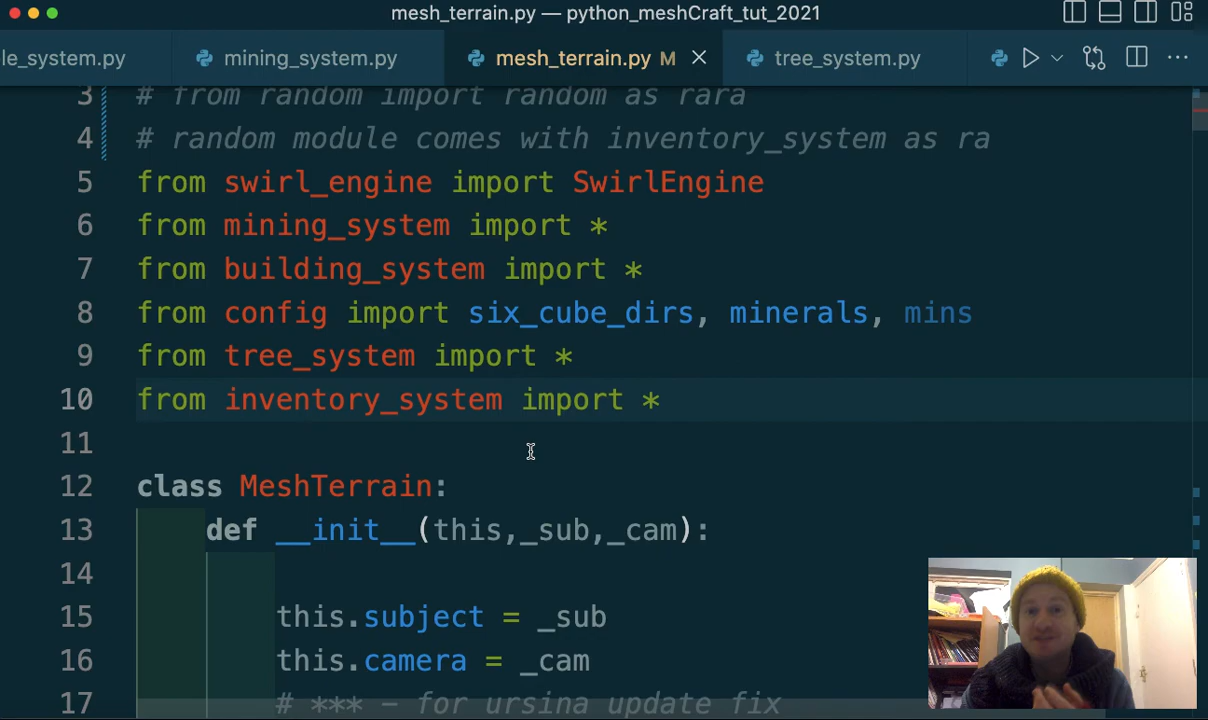 mesh_terrain.py — python_meshCraft_tut_2021
le_system.py mining_system.py mesh_terrain.py M tree_system.py
3 # from random import random as rara
4 # random module comes with inventory_system as ra
5 from swirl_engine import SwirlEngine
6 from mining_system import *
7 from building_system import *
8 from config import six_cube_dirs, minerals, mins
9 from tree_system import *
10 from inventory_system import *
11
12 class MeshTerrain:
13 def __init__(this,_sub,_cam):
14
15 this.subject = _sub
16 this.camera = _cam
17 # *** - for ursina update fix